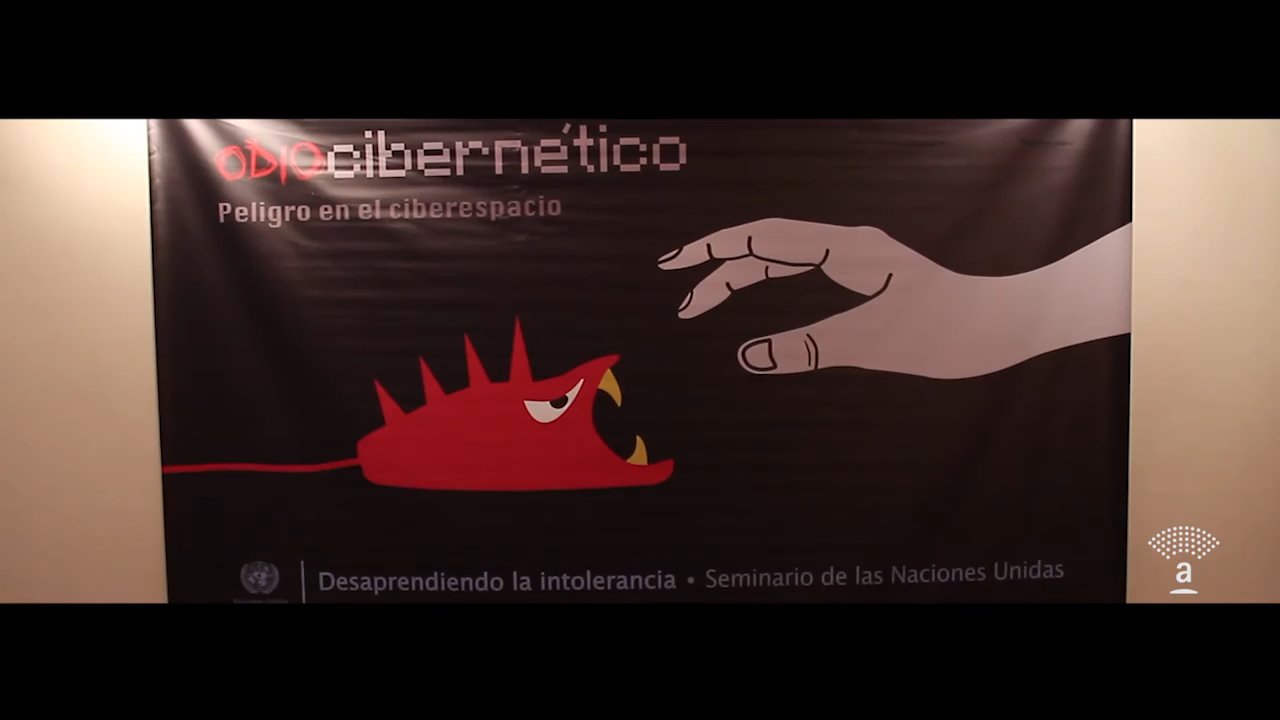 ODIOcibernético
Peligro en el ciberespacio
Desaprendiendo la intolerancia • Seminario de las Naciones Unidas
a